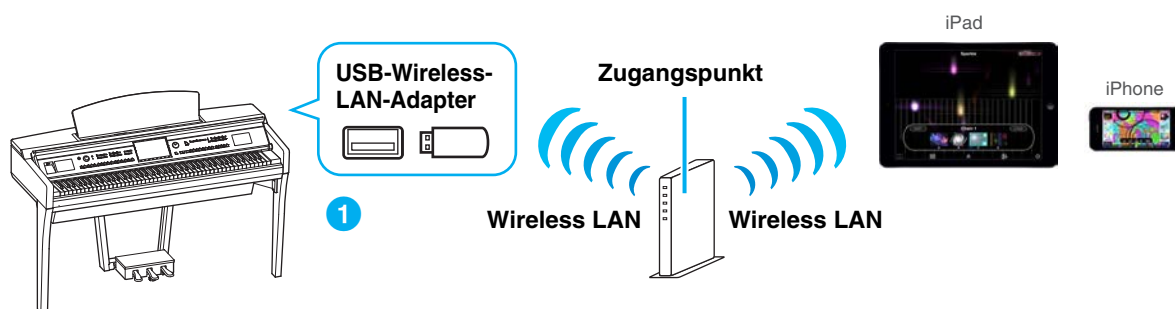 iPad
USB-Wireless-
LAN-Adapter
Zugangspunkt
iPhone
1
Wireless LAN
Wireless LAN